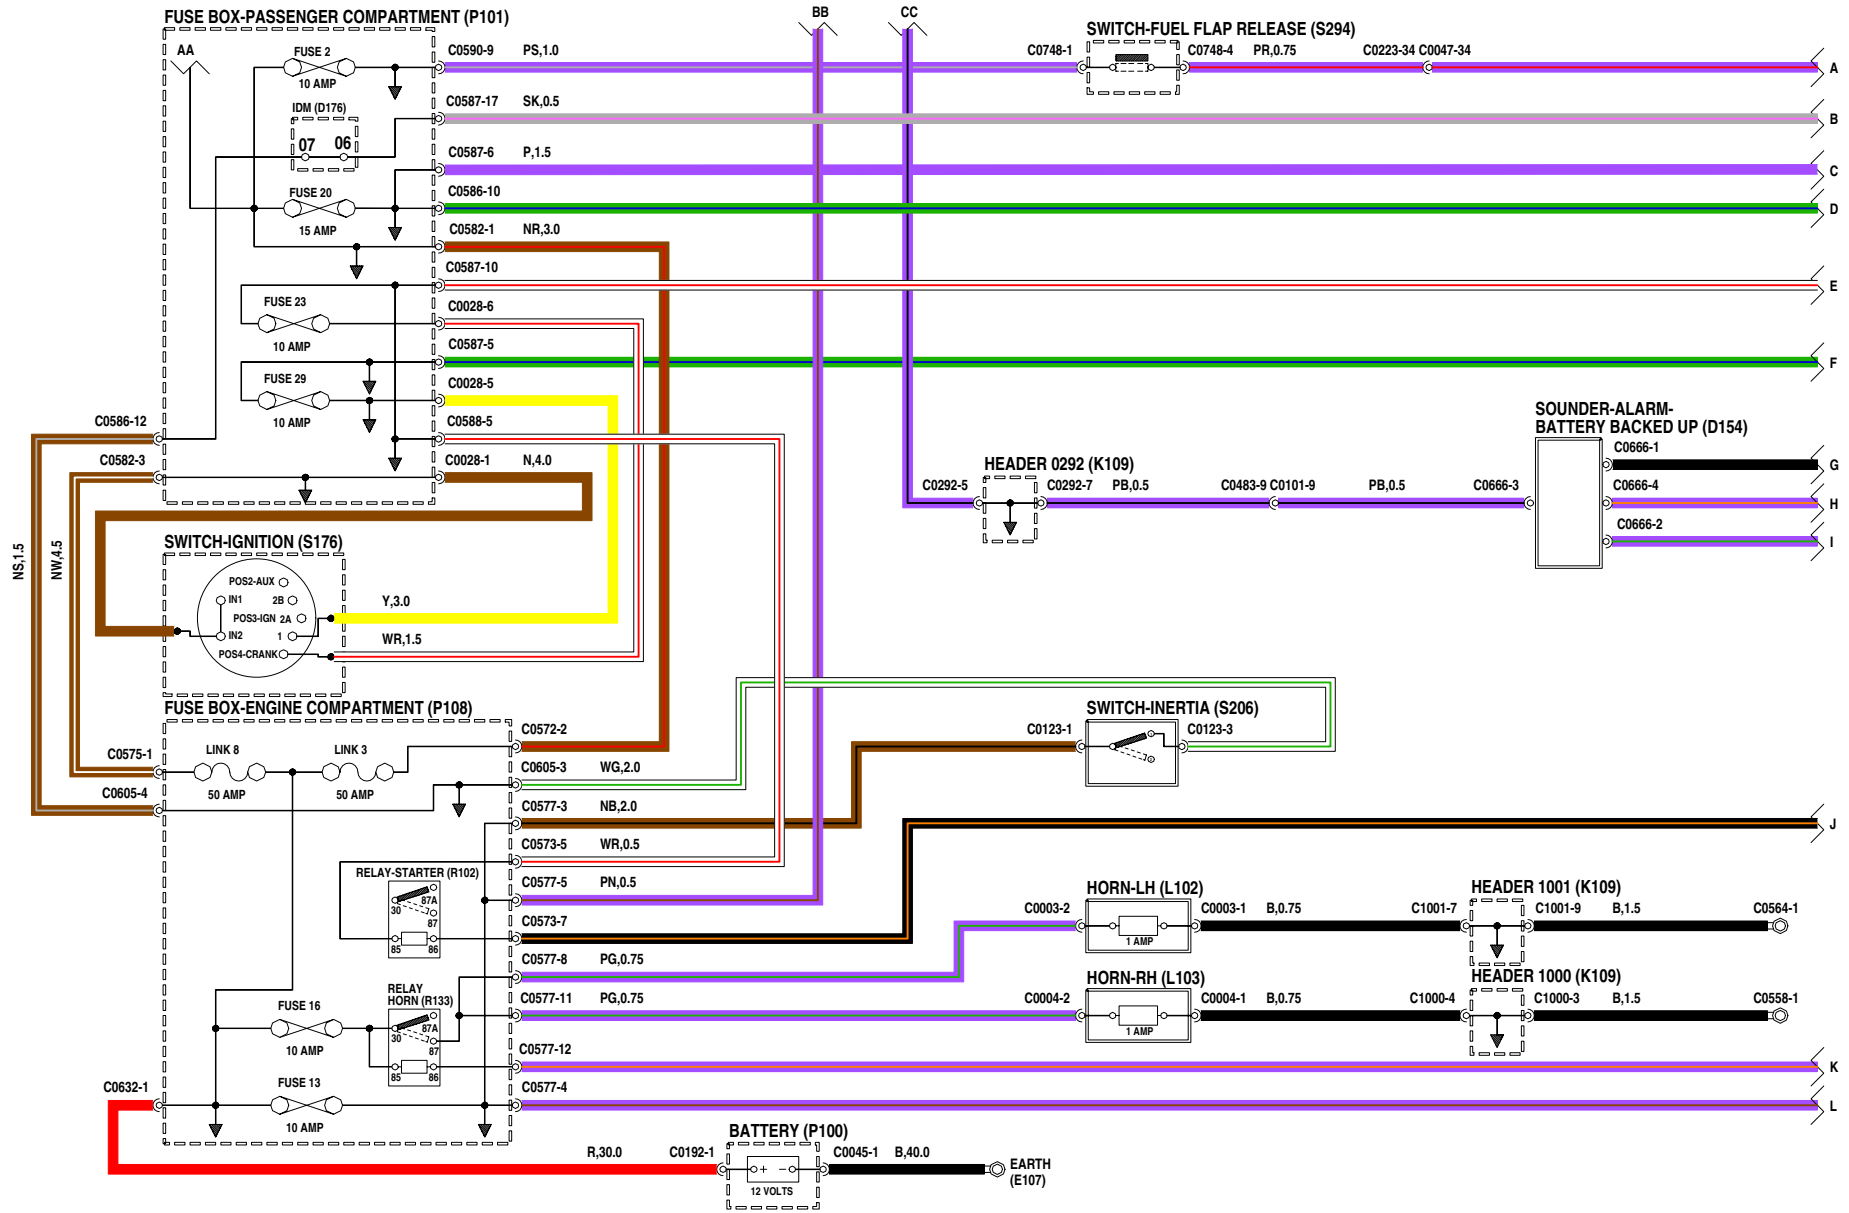 FUSE BOX-PASSENGER COMPARTMENT (P101)
BB
CC
SWITCH-FUEL FLAP RELEASE (S294)
AA
FUSE 2
10 AMP
C0590-9 PS,1.0
C0748-1
C0748-4 PR,0.75
C0223-34 C0047-34
A
IDM (D176)
07 06
C0587-17 SK,0.5
B
C0587-6 P,1.5
C
FUSE 20
15 AMP
C0586-10
D
C0582-1 NR,3.0
C0587-10
E
FUSE 23
10 AMP
C0028-6
C0587-5
F
FUSE 29
10 AMP
C0028-5
C0586-12
C0588-5
C0582-3
C0028-1 N,4.0
SOUNDER-ALARM-
BATTERY BACKED UP (D154)
C0666-1
G
HEADER 0292 (K109)
C0292-5
C0292-7 PB,0.5
C0483-9 C0101-9
PB,0.5
C0666-3
C0666-4
H
C0666-2
I
NS,1.5
NW,4.5
SWITCH-IGNITION (S176)
POS2-AUX
IN1
2B
POS3-IGN 2A
IN2
1
POS4-CRANK
Y,3.0
WR,1.5
FUSE BOX-ENGINE COMPARTMENT (P108)
SWITCH-INERTIA (S206)
C0572-2
C0123-1
C0123-3
C0575-1
LINK 8
50 AMP
LINK 3
50 AMP
C0605-3 WG,2.0
C0605-4
C0577-3 NB,2.0
J
C0573-5 WR,0.5
RELAY-STARTER (R102)
87A
30
87
85 86
C0577-5 PN,0.5
C0573-7
HORN-LH (L102)
C0003-2
1 AMP
C0003-1 B,0.75
HEADER 1001 (K109)
C1001-7
C1001-9 B,1.5
C0564-1
C0577-8 PG,0.75
HORN-RH (L103)
C0004-2
1 AMP
C0004-1 B,0.75
HEADER 1000 (K109)
C1000-4
C1000-3 B,1.5
C0558-1
RELAY
HORN (R133)
87A
30
87
85 86
C0577-11 PG,0.75
FUSE 16
10 AMP
C0577-12
K
C0632-1
FUSE 13
10 AMP
C0577-4
L
BATTERY (P100)
R,30.0
C0192-1
+ −
12 VOLTS
C0045-1 B,40.0
EARTH
(E107)